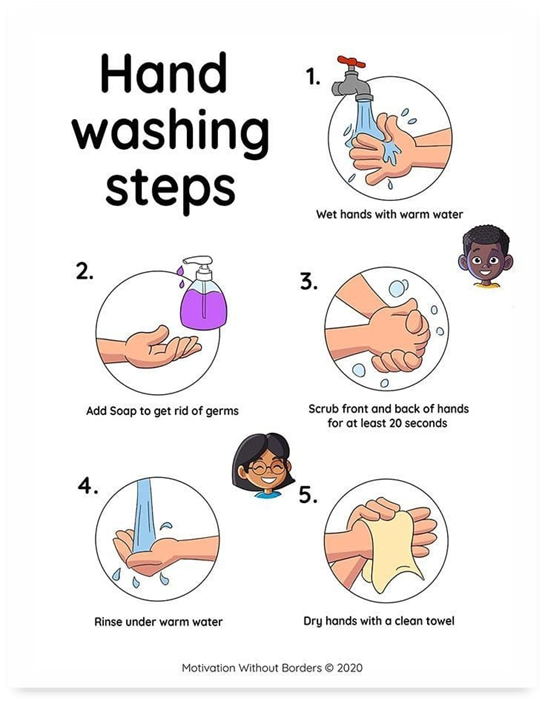 Hand
washing
steps
1.
Wet hands with warm water
2.
Add Soap to get rid of germs
3.
Scrub front and back of hands
for at least 20 seconds
4.
Rinse under warm water
5.
Dry hands with a clean towel
Motivation Without Borders © 2020